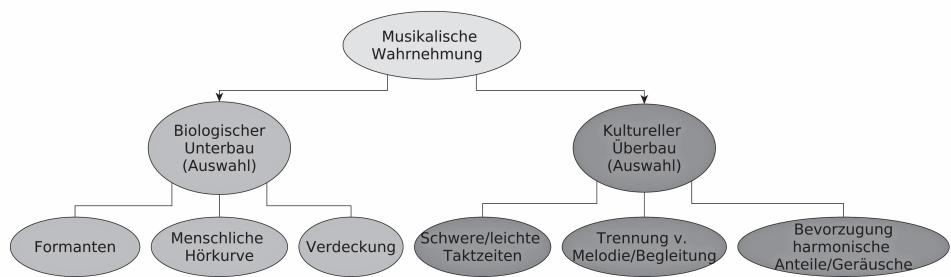 Musikalische
Wahrnehmung
Biologischer
Unterbau
(Auswahl)
Kultureller
Überbau
(Auswahl)
Formanten
Menschliche
Hörkurve
Verdeckung
Schwere/leichte
Taktzeiten
Trennung v.
Melodie/Begleitung
Bevorzugung
harmonische
Anteile/Geräusche